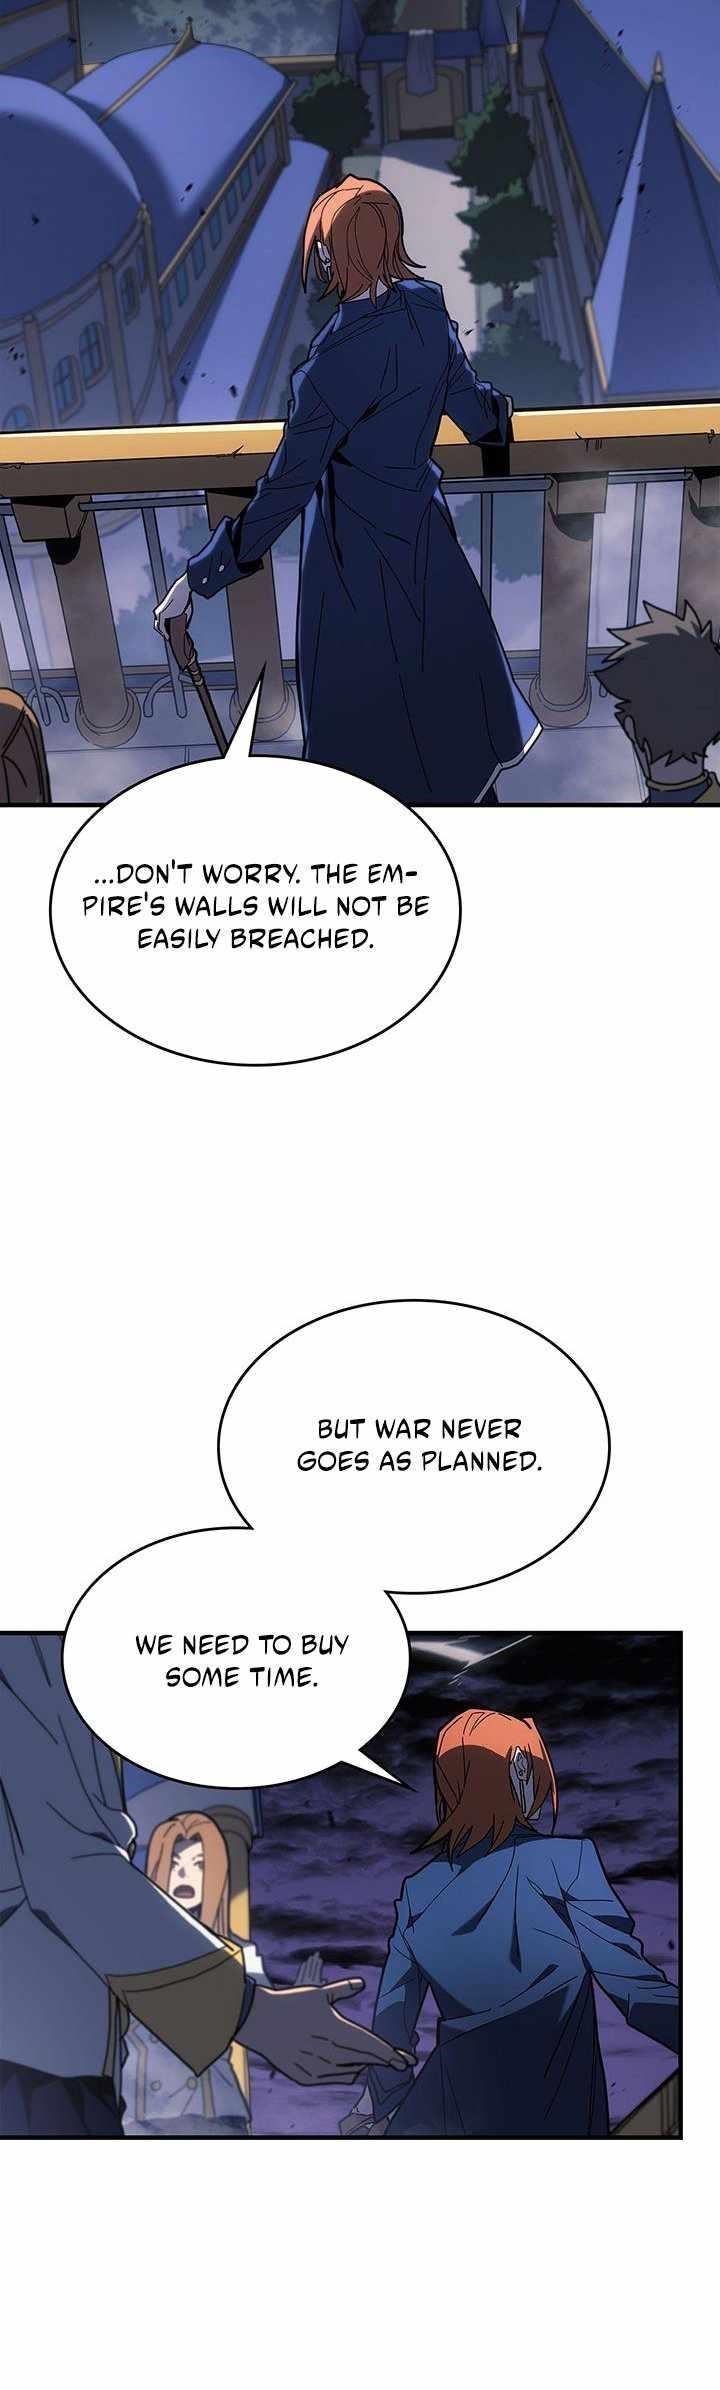 ...DON'T WORRY. THE EM-
PIRE'S WALLS WILL NOT BE
EASILY BREACHED.
BUT WAR NEVER
GOES AS PLANNED.
WE NEED TO BUY
SOME TIME.